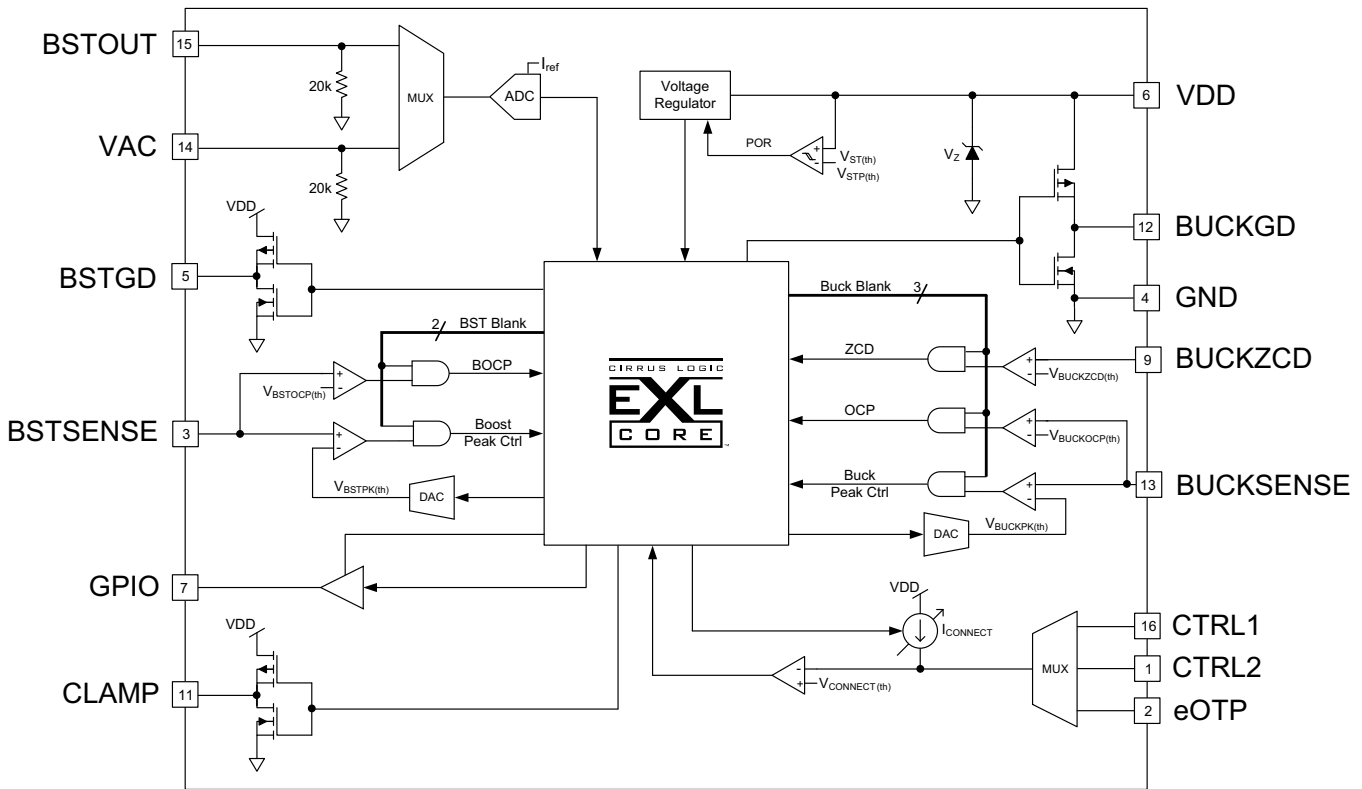 BSTOUT
15
20k
MUX
ADC
Iref
Voltage
Regulator
6
VDD
VAC
14
20k
POR
VST(th)
VSTP(th)
VZ
VDD
BSTGD
5
12
BUCKGD
4
GND
2
BST Blank
Buck Blank
3
BOCP
VBSTOCP(th)
ZCD
VBUCKZCD(th)
9
BUCKZCD
BSTSENSE
3
Boost
Peak Ctrl
VBSTPK(th)
DAC
CIRRUS LOGIC
EXL
CORE
™
OCP
VBUCKOCP(th)
Buck
Peak Ctrl
13
BUCKSENSE
DAC
VBUCKPK(th)
GPIO
7
VDD
CLAMP
11
VDD
ICONNECT
VCONNECT(th)
MUX
16
CTRL1
1
CTRL2
2
eOTP